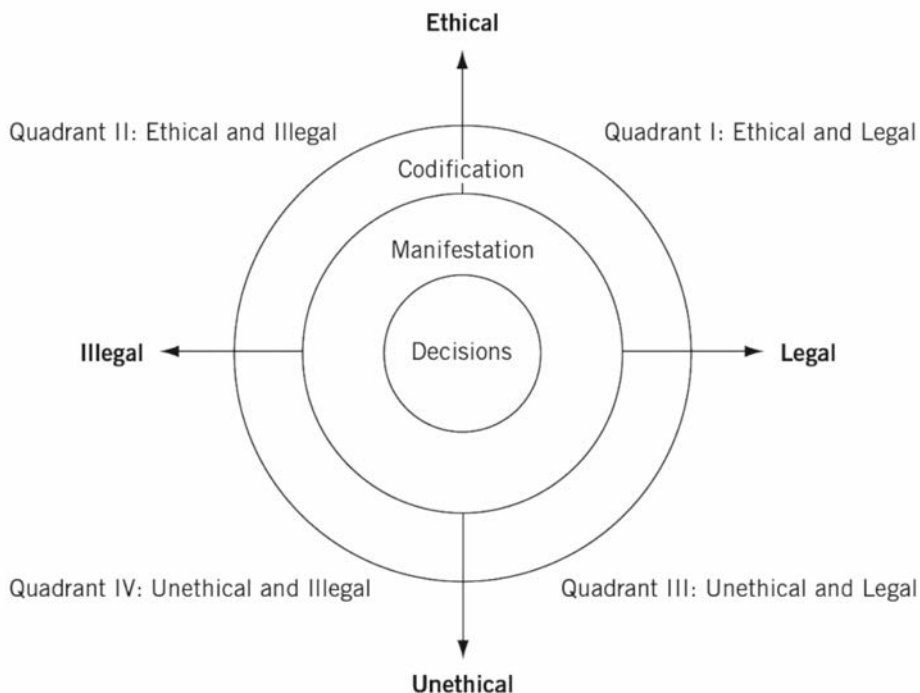 Ethical
Quadrant II: Ethical and Illegal
Quadrant I: Ethical and Legal
Codification
Manifestation
Illegal
Decisions
Legal
Quadrant IV: Unethical and Illegal
Quadrant III: Unethical and Legal
Unethical